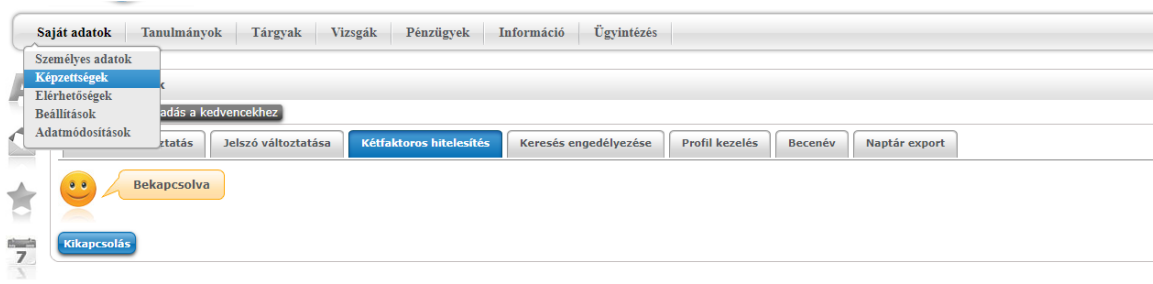 Saját adatok Tanulmányok Tárgyak Vizsgák Pénzügyek Információ Ügyintézés
Személyes adatok
Képzettségek
Elérhetőségek
Beállítások
Adatmódosítások
adás a kedvencekhez
ztatás Jelszó változtatása Kétfaktoros hitelesítés Keresés engedélyezése Profil kezelés Becenév Naptár export
Bekapcsolva
Kikapcsolás
7